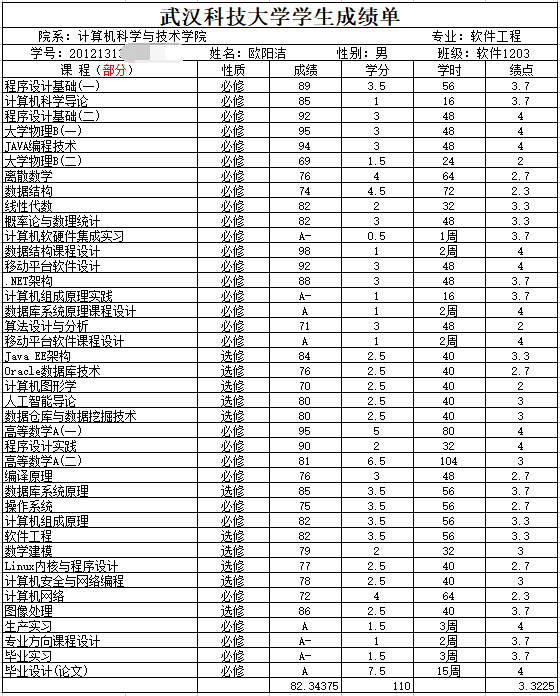 武汉科技大学学生成绩单
院系：计算机科学与技术学院 专业：软件工程
学号：20121313 姓名：欧阳洁 性别：男 班级：软件1203
课 程（部分） 性质 成绩 学分 学时 绩点
程序设计基础(一) 必修 89 3.5 56 3.7
计算机科学导论 必修 85 1 16 3.7
程序设计基础(二) 必修 92 3 48 4
大学物理B(一) 必修 95 3 48 4
JAVA编程技术 必修 94 3 48 4
大学物理B(二) 必修 69 1.5 24 2
离散数学 必修 76 4 64 2.7
数据结构 必修 74 4.5 72 2.3
线性代数 必修 82 2 32 3.3
概率论与数理统计 必修 82 3 48 3.3
计算机软硬件集成实习 必修 A- 0.5 1周 3.7
数据结构课程设计 必修 98 1 2周 4
移动平台软件设计 必修 92 3 48 4
.NET架构 必修 88 3 48 3.7
计算机组成原理实践 必修 A- 1 16 3.7
数据库系统原理课程设计 必修 A 1 2周 4
算法设计与分析 必修 71 3 48 2
移动平台软件课程设计 必修 A 1 2周 4
Java EE架构 选修 84 2.5 40 3.3
Oracle数据库技术 选修 76 2.5 40 2.7
计算机图形学 选修 70 2.5 40 2
人工智能导论 选修 80 2.5 40 3
数据仓库与数据挖掘技术 选修 80 2.5 40 3
高等数学A(一) 必修 95 5 80 4
程序设计实践 必修 90 2 32 4
高等数学A(二) 必修 81 6.5 104 3
编译原理 必修 76 3 48 2.7
数据库系统原理 选修 85 3.5 56 3.7
操作系统 必修 75 3.5 56 2.7
计算机组成原理 必修 82 3.5 56 3.3
软件工程 必修 82 3.5 56 3.3
数学建模 选修 79 2 32 3
Linux内核与程序设计 选修 77 2.5 40 2.7
计算机安全与网络编程 选修 78 2.5 40 3
计算机网络 必修 72 4 64 2.3
图像处理 选修 86 2.5 40 3.7
生产实习 必修 A 1.5 3周 4
专业方向课程设计 必修 A- 1 2周 3.7
毕业实习 必修 A- 1.5 3周 3.7
毕业设计(论文) 必修 A 7.5 15周 4
82.34375 110 3.3225